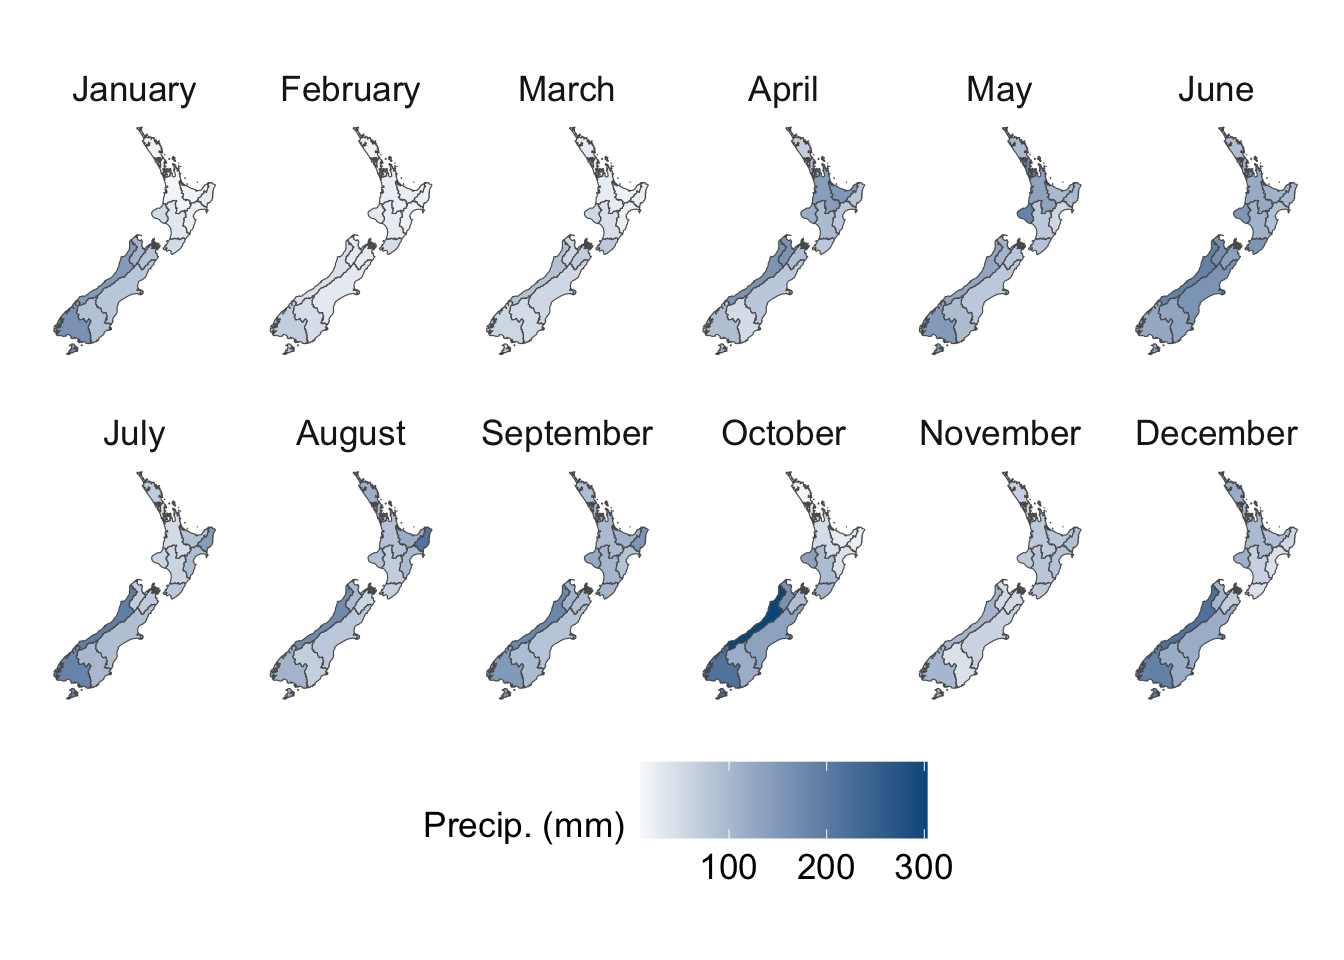 January February March April May June
July August September October November December
Precip. (mm)
100 200 300